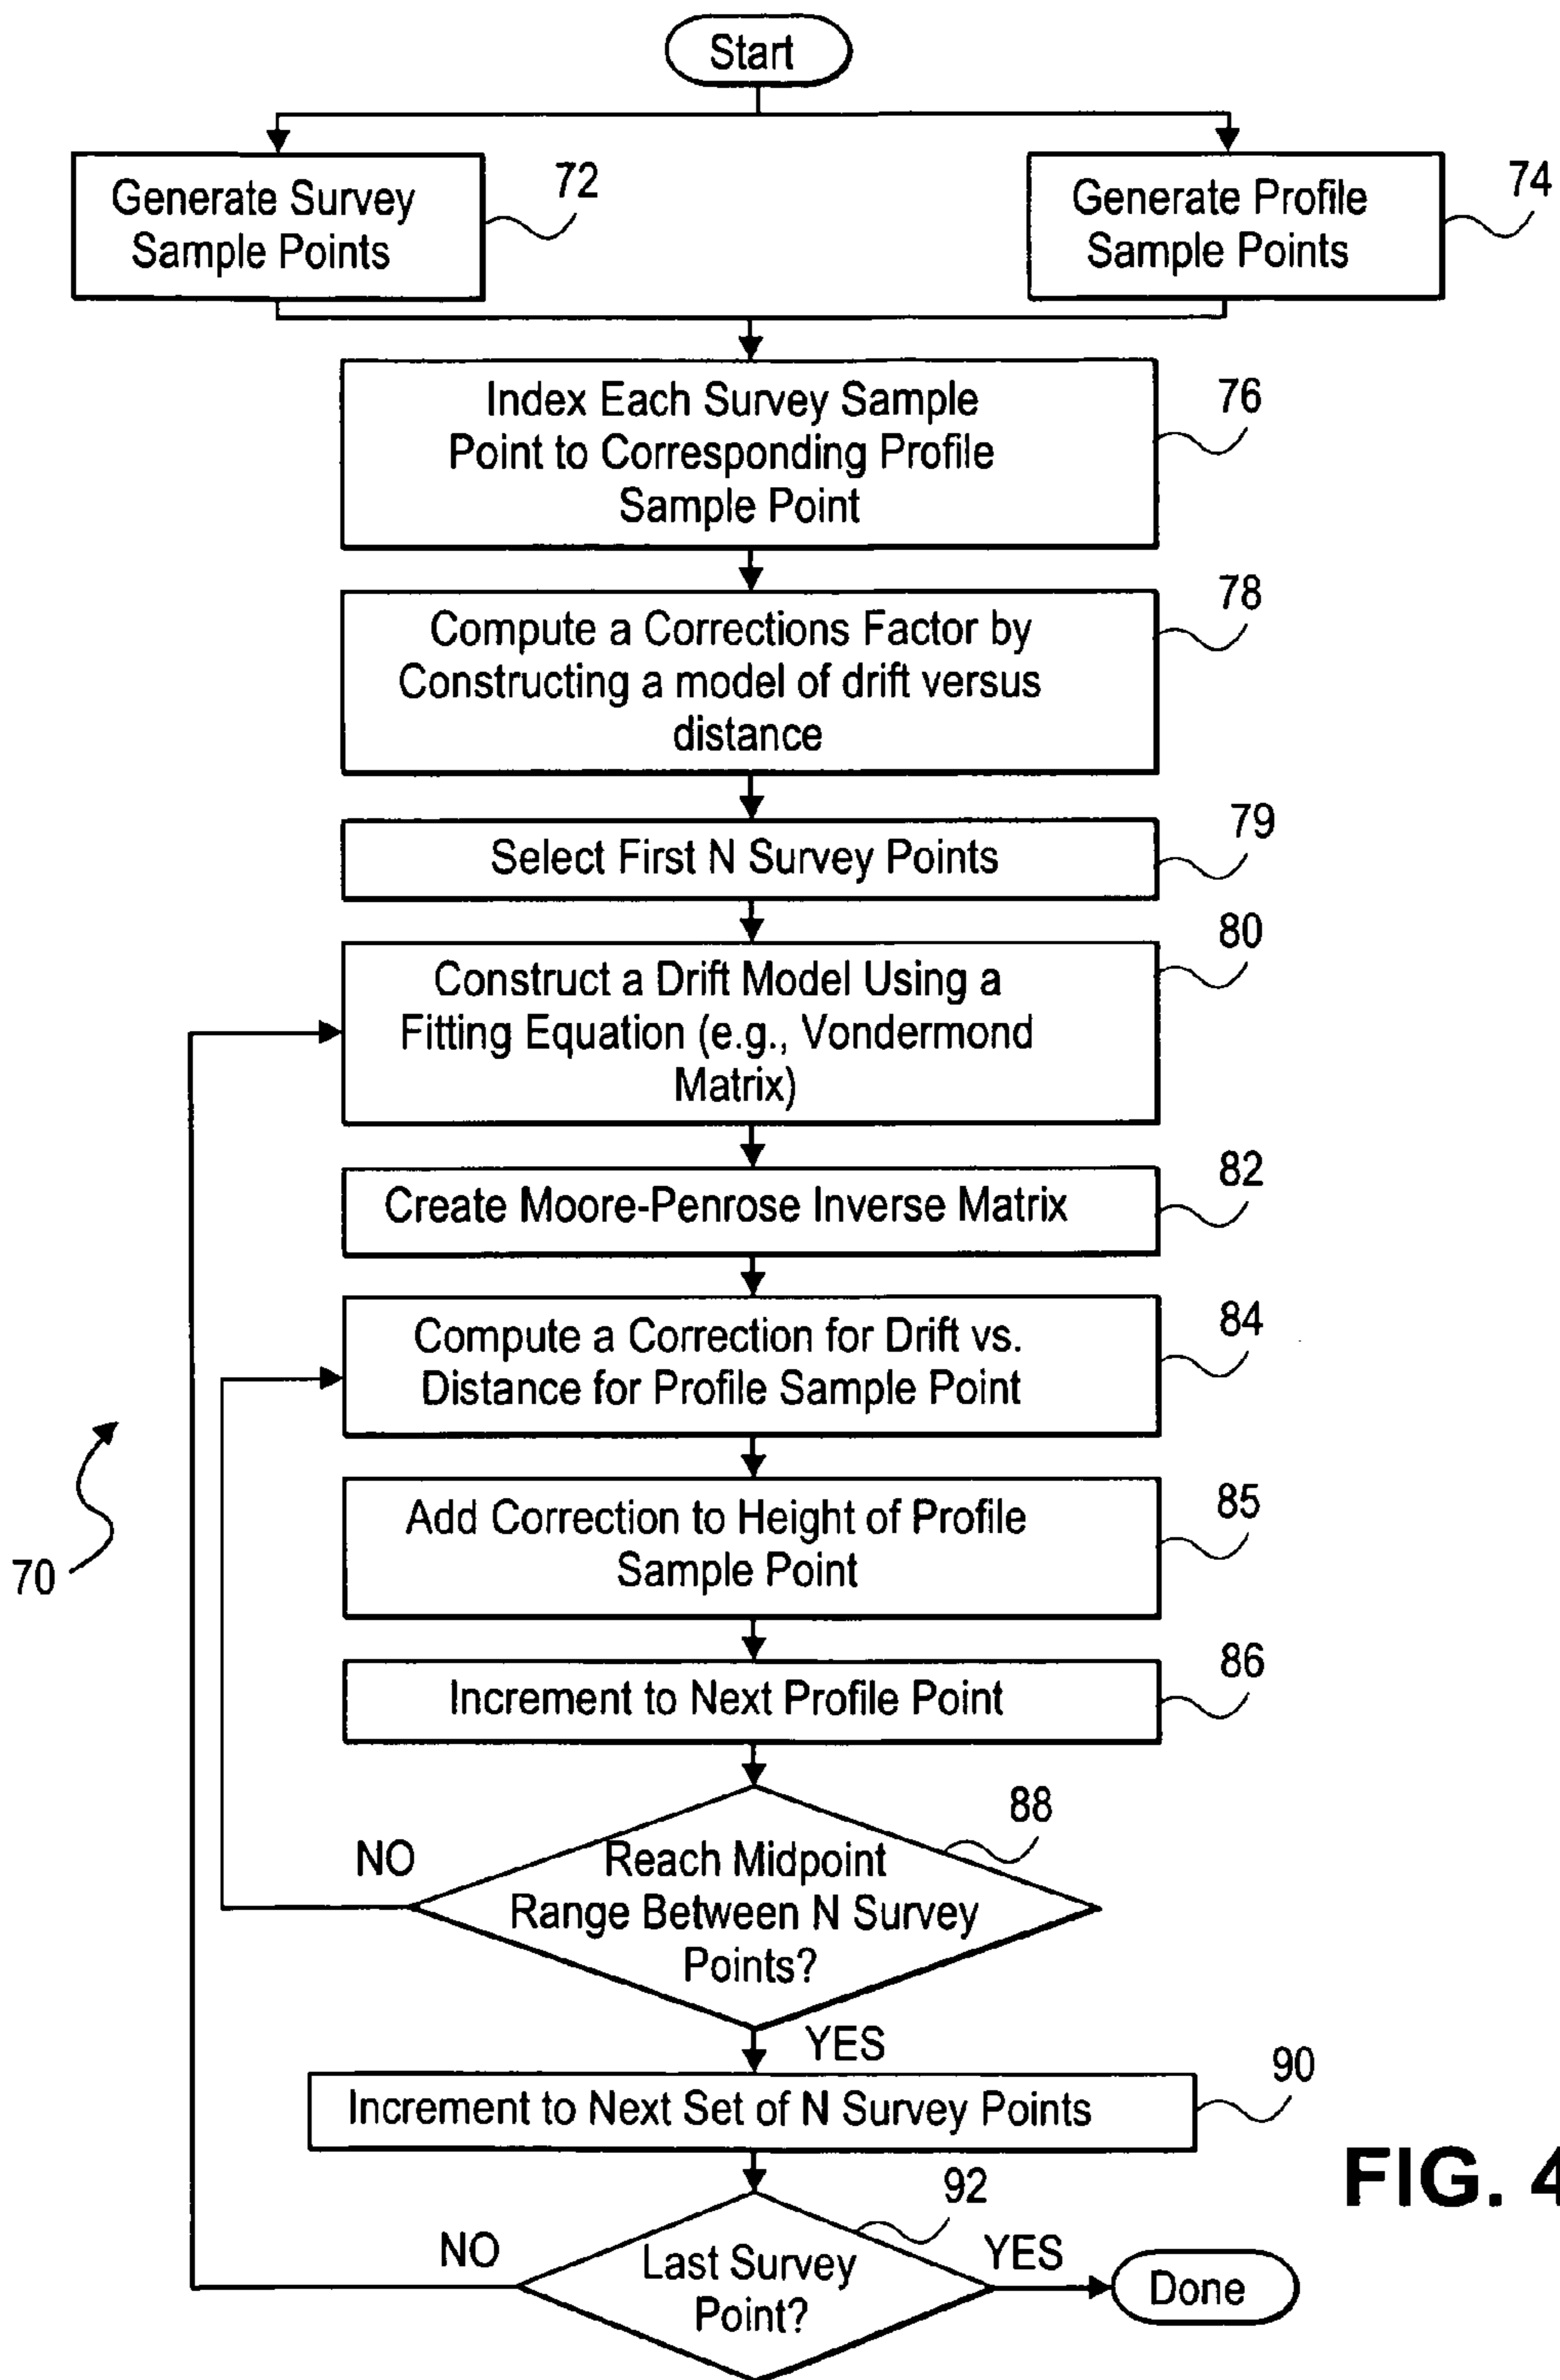 Start
Generate Survey
Sample Points
72
Generate Profile
Sample Points
74
Index Each Survey Sample
Point to Corresponding Profile
Sample Point
76
Compute a Corrections Factor by
Constructing a model of drift versus
distance
78
Select First N Survey Points
79
Construct a Drift Model Using a
Fitting Equation (e.g., Vondermond
Matrix)
80
Create Moore-Penrose Inverse Matrix
82
Compute a Correction for Drift vs.
Distance for Profile Sample Point
84
Add Correction to Height of Profile
Sample Point
85
70
Increment to Next Profile Point
86
Reach Midpoint
Range Between N Survey
Points?
88
NO
YES
Increment to Next Set of N Survey Points
90
Last Survey
Point?
92
NO
YES
Done
FIG. 4